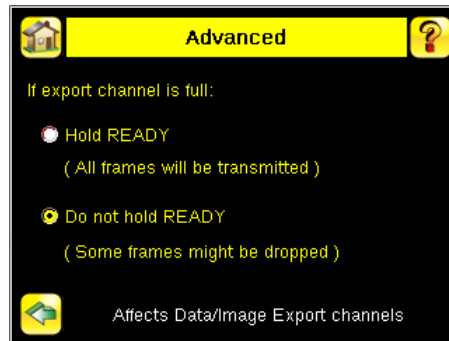 Advanced
?
If export channel is full:
Hold READY
( All frames will be transmitted )
Do not hold READY
( Some frames might be dropped )
Affects Data/Image Export channels